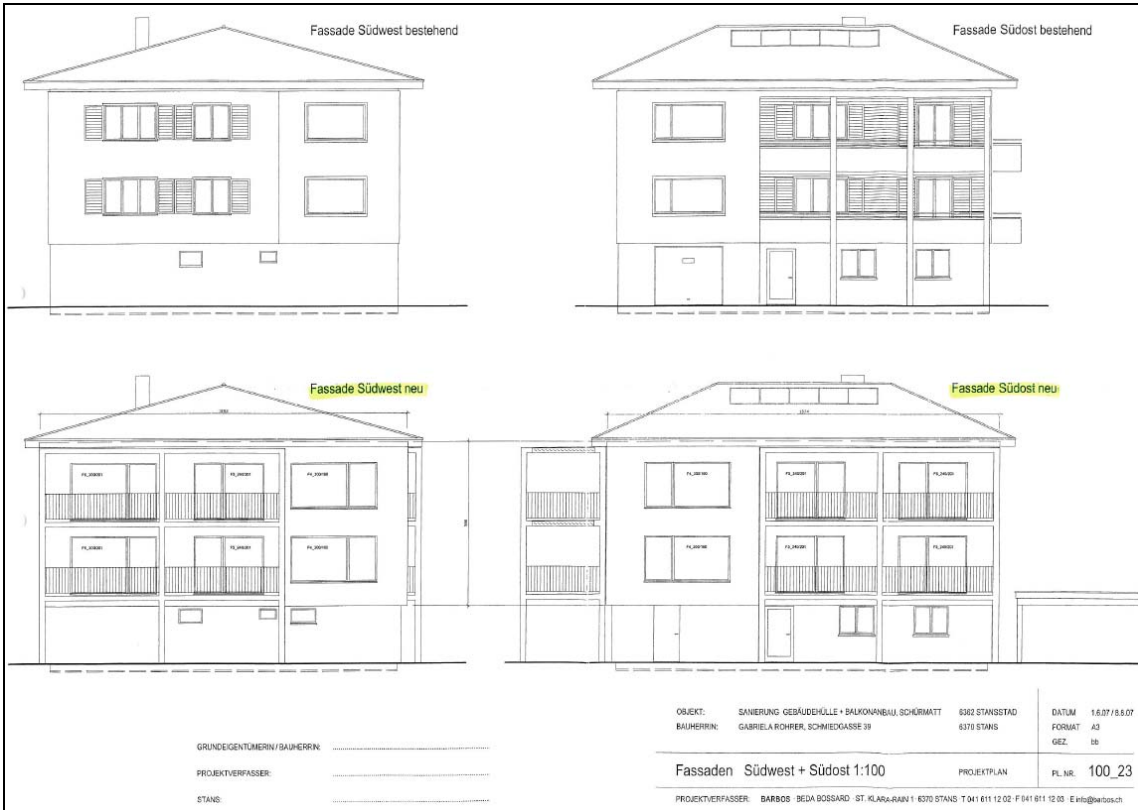 Fassade Südwest bestehend
Fassade Südost bestehend
Fassade Südwest neu
Fassade Südost neu
OBJEKT: SANIERUNG GEBÄUDEHÜLLE + BALKONANBAU, SCHÜRMATT 6362 STANSSTAD
BAUHERRIN: GABRIELA ROHRER, SCHMIEDGASSE 39 6370 STANS
DATUM 1.6.07 / 8.6.07
FORMAT A3
GEZ. bb
GRUNDEIGENTÜMERIN / BAUHERRIN:
PROJEKTVERFASSER:
STANS:
Fassaden Südwest + Südost 1:100 PROJEKTPLAN PL. NR. 100_23
PROJEKTVERFASSER: BARBOS · BEDA BOSSARD · ST. KLARA-RAIN 1 · 6370 STANS · T 041 611 12 02 · F 041 611 12 03 · E info@barbos.ch